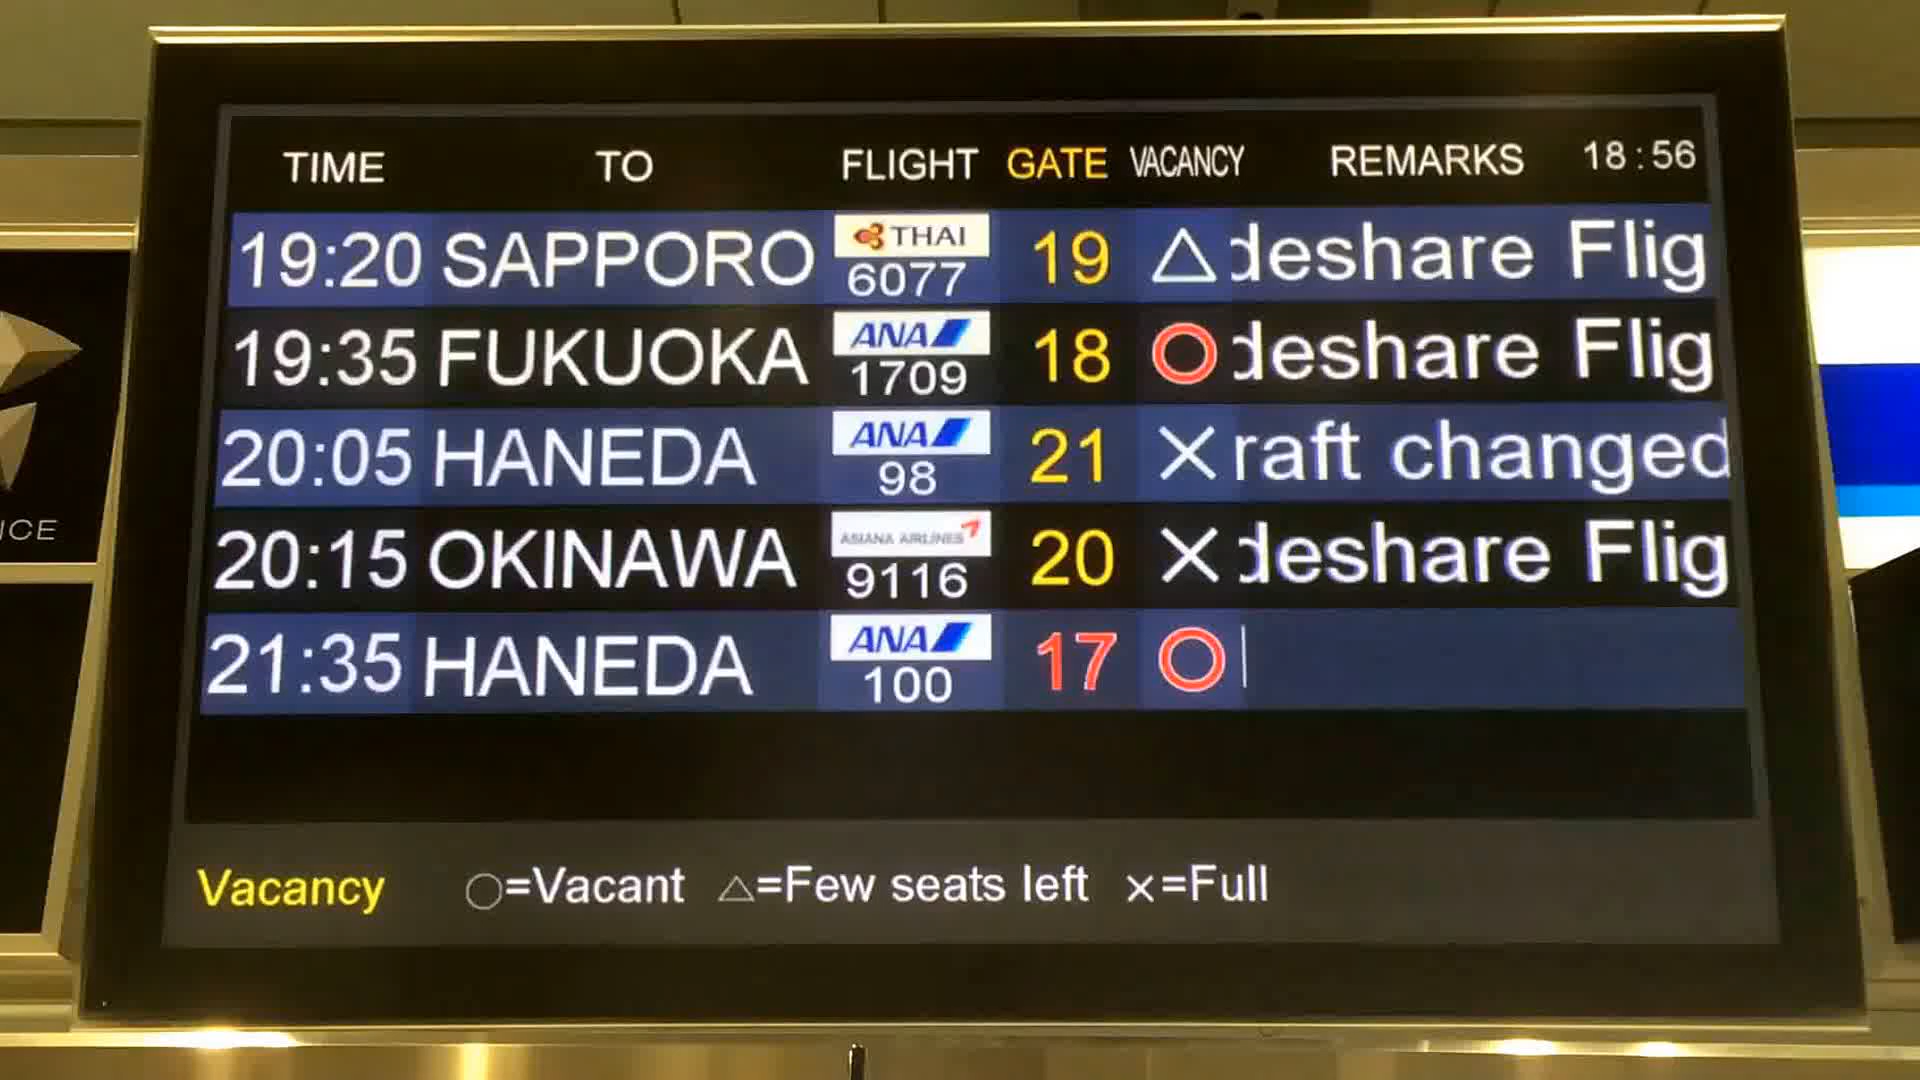 TIME TO FLIGHT GATE VACANCY REMARKS 18:56
19:20 SAPPORO THAI 6077 19 △ deshare Flig
19:35 FUKUOKA ANA 1709 18 ○ deshare Flig
20:05 HANEDA ANA 98 21 × raft changed
20:15 OKINAWA ASIANA AIRLINES 9116 20 × deshare Flig
21:35 HANEDA ANA 100 17 ○
Vacancy ○=Vacant △=Few seats left ×=Full